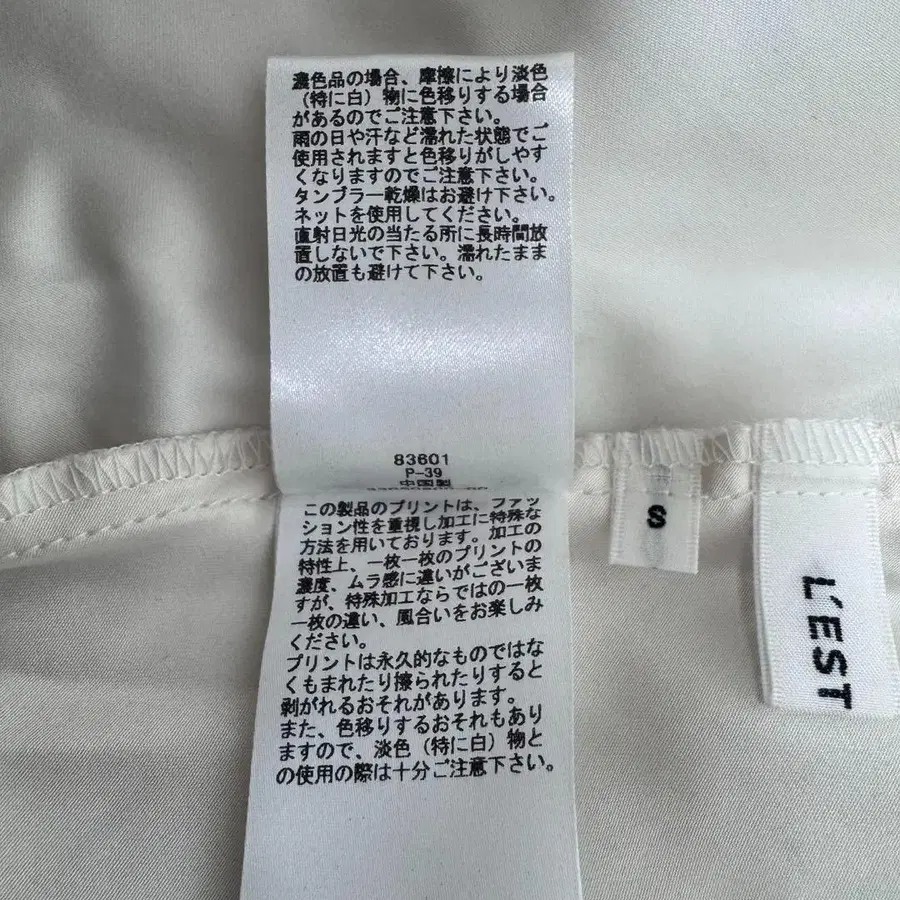 濃色品の場合、摩擦により淡色
（特に白）物に色移りする場合
があるのでご注意下さい。
雨の日や汗など濡れた状態でご
使用されますと色移りがしやす
くなりますのでご注意下さい。
タンブラー乾燥はお避け下さい。
ネットを使用してください。
直射日光の当たる所に長時間放
置しないで下さい。濡れたまま
の放置も避けて下さい。
83601
P-39
中国製
この製品のプリントは、ファッ
ション性を重視し加工に特殊な
方法を用いております。加工の
特性上、一枚一枚のプリントの
濃度、ムラ感に違いがございま
すが、特殊加工ならではの一枚
一枚の違い、風合いをお楽しみ
ください。
プリントは永久的なものではな
くもまれたり擦られたりすると
剥がれるおそれがあります。
また、色移りするおそれもあり
ますので、淡色（特に白）物と
の使用の際は十分ご注意下さい。
S
L'EST